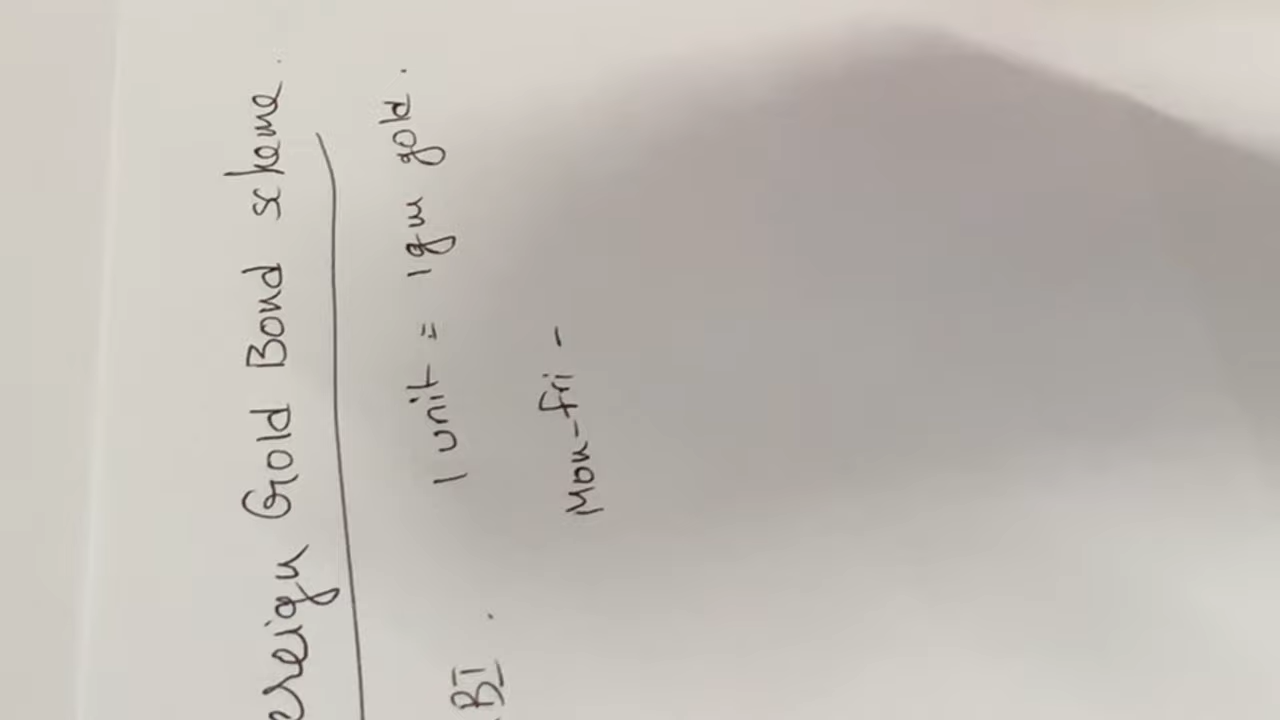 ereign Gold Bond scheme.
BI. 1 unit = 1gm gold.
Mon-Fri -